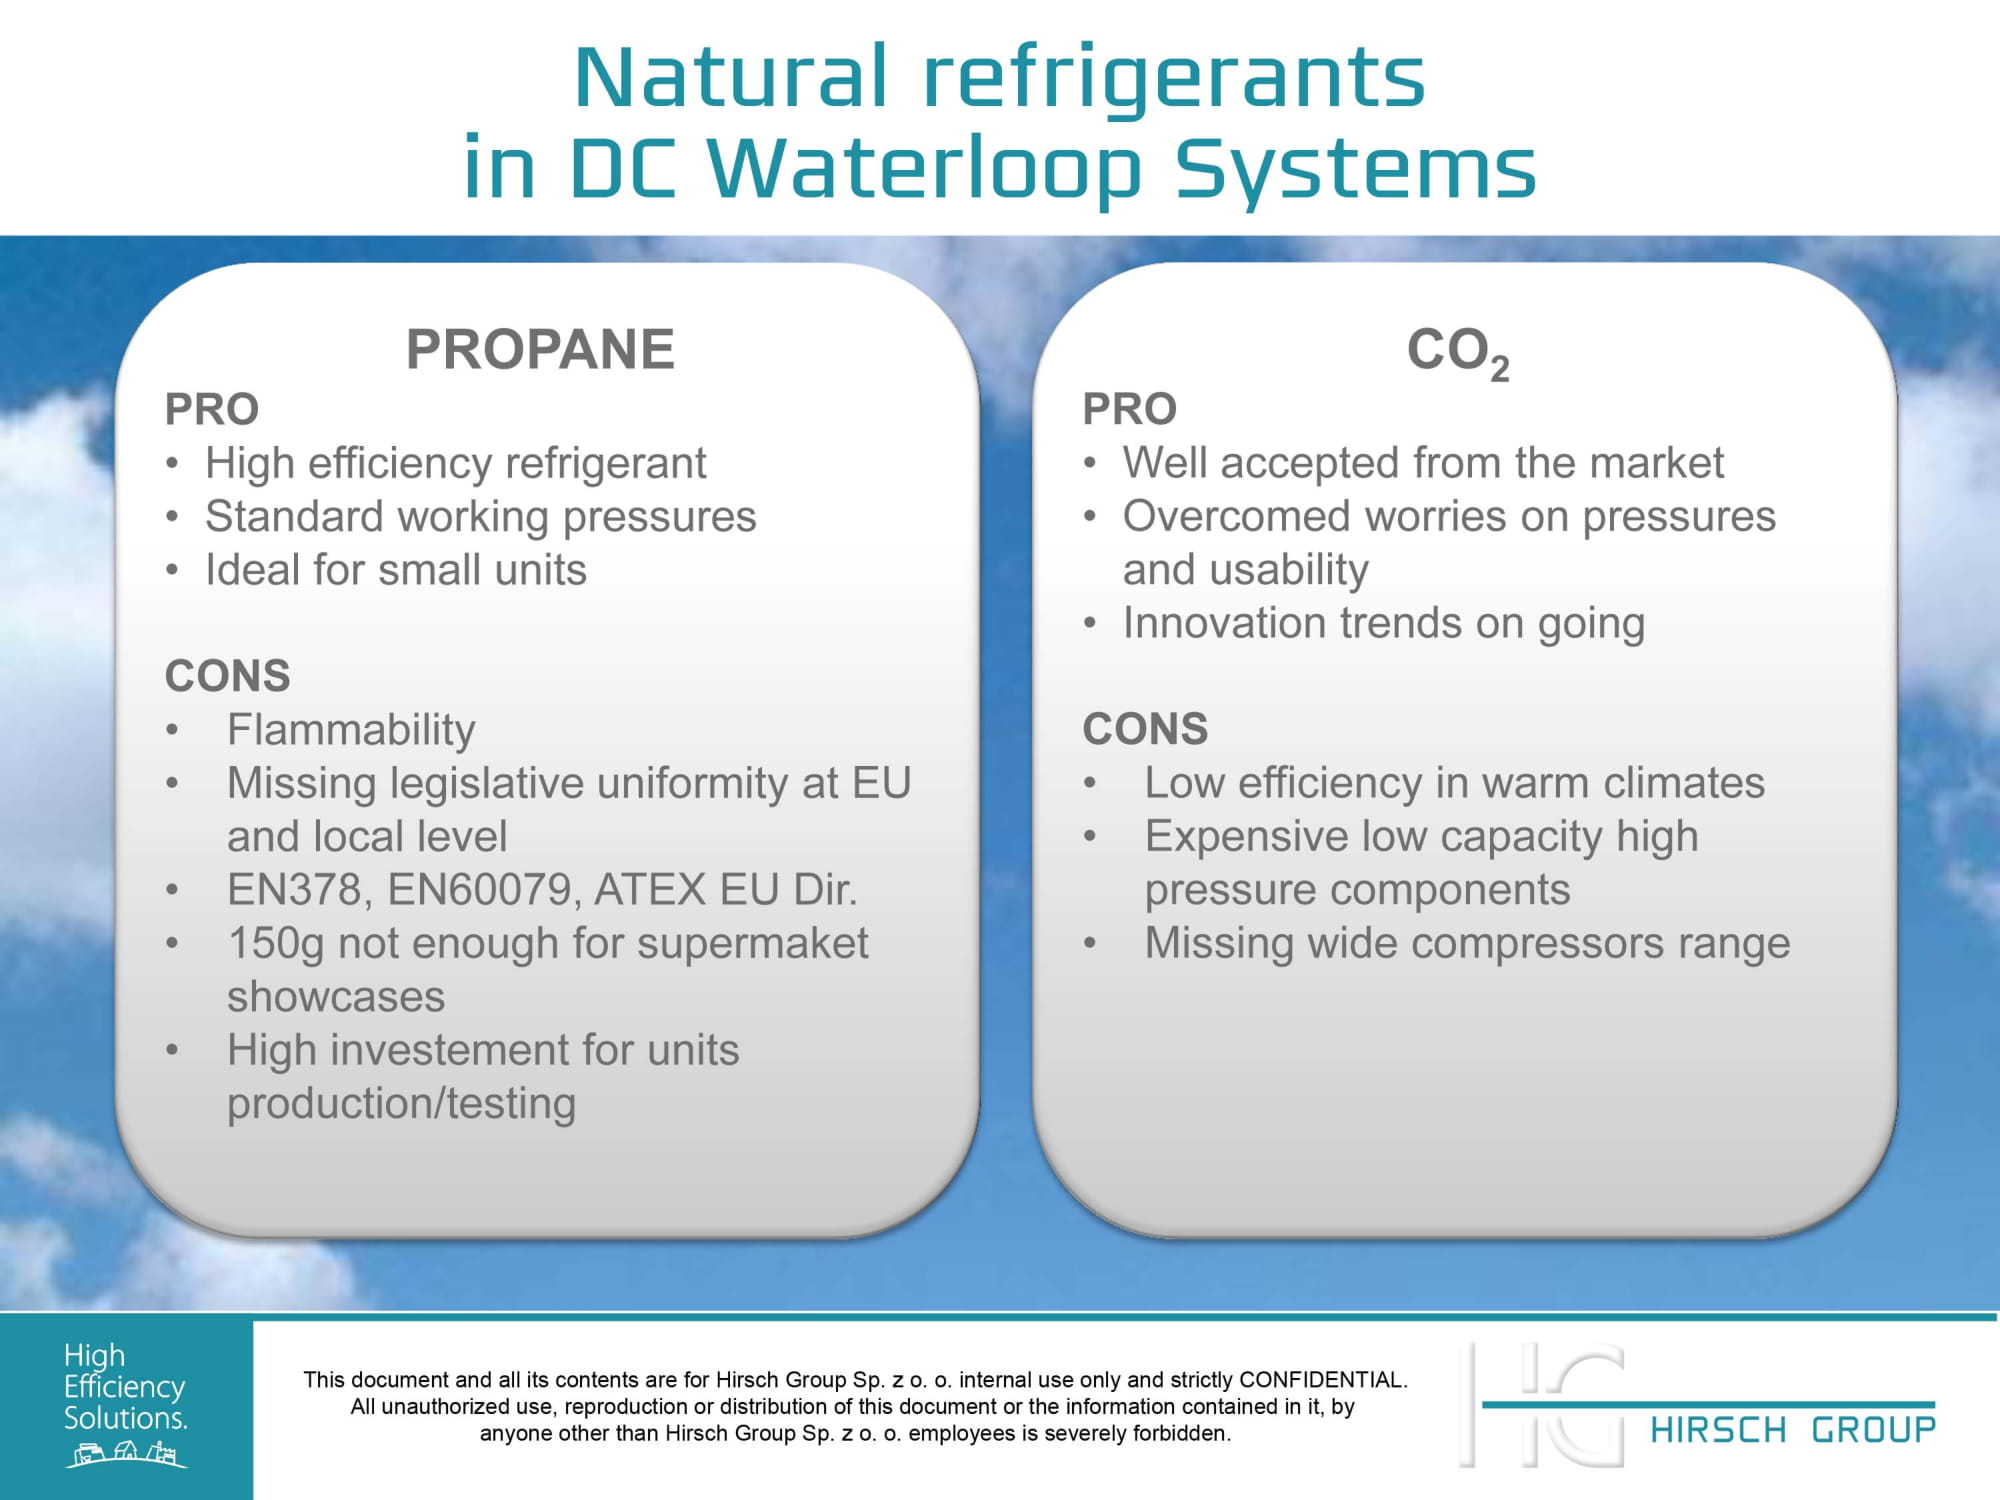 Natural refrigerants
in DC Waterloop Systems
PROPANE
PRO
• High efficiency refrigerant
• Standard working pressures
• Ideal for small units
CONS
• Flammability
• Missing legislative uniformity at EU
and local level
• EN378, EN60079, ATEX EU Dir.
• 150g not enough for supermaket
showcases
• High investement for units
production/testing
CO₂
PRO
• Well accepted from the market
• Overcomed worries on pressures
and usability
• Innovation trends on going
CONS
• Low efficiency in warm climates
• Expensive low capacity high
pressure components
• Missing wide compressors range
High
Efficiency
Solutions.
This document and all its contents are for Hirsch Group Sp. z o. o. internal use only and strictly CONFIDENTIAL.
All unauthorized use, reproduction or distribution of this document or the information contained in it, by
anyone other than Hirsch Group Sp. z o. o. employees is severely forbidden.
HG
HIRSCH GROUP